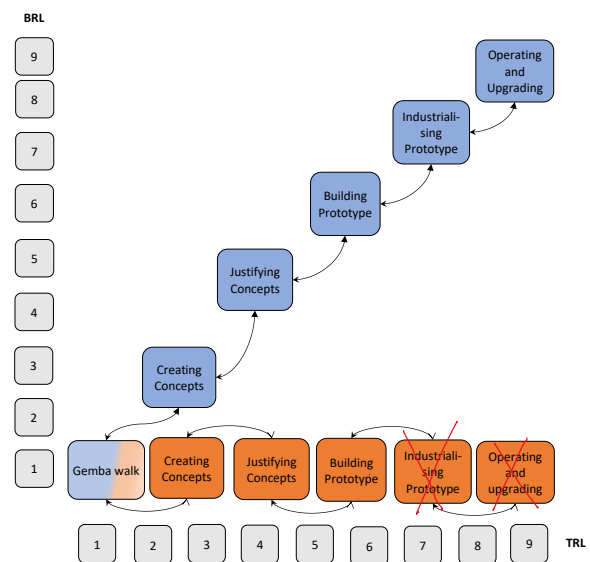 BRL
9
8
7
6
5
4
3
2
1
Operating
and
Upgrading
Industriali-
sing
Prototype
Building
Prototype
Justifying
Concepts
Creating
Concepts
Gemba walk
Creating
Concepts
Justifying
Concepts
Building
Prototype
Industriali-
sing
Prototype
Operating
and
upgrading
1
2
3
4
5
6
7
8
9
TRL